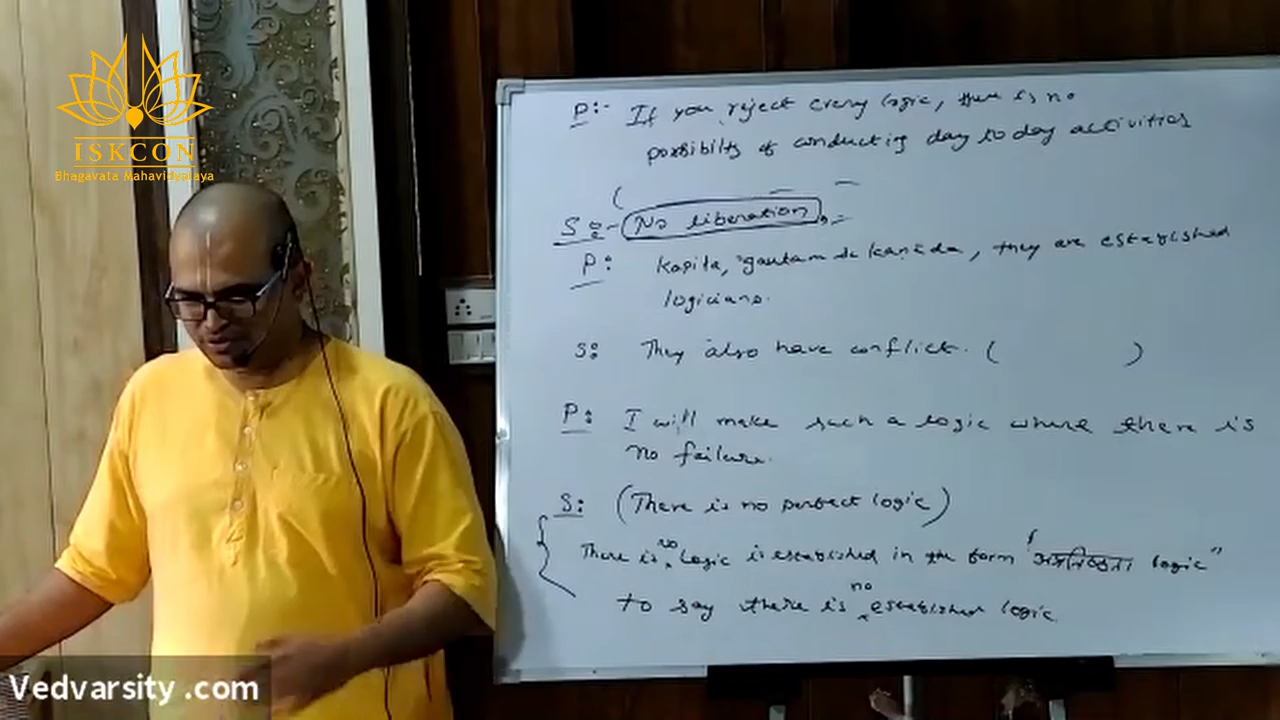 ISKCON
Bhagavata Mahavidyalaya
P:- If you reject every logic, there is no
possibilty of conducting day to day activities
S:- No liberation
P: Kapila, gautam & kanada, they are established
logicians.
S: They also have conflict. ( )
P: I will make such a logic where there is
no failure.
S: (There is no perfect logic)
There is no logic is established in the form " logic"
to say there is no established logic.
Vedvarsity .com